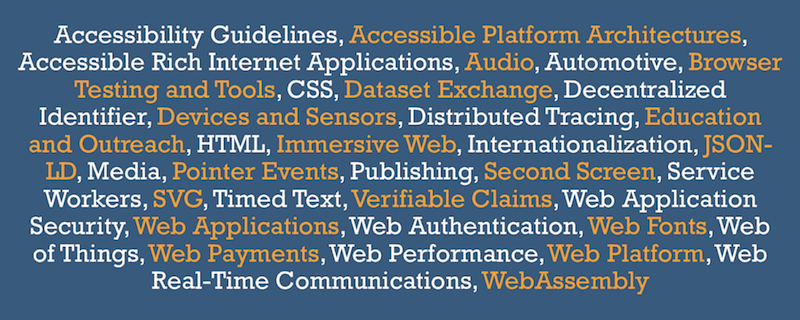 Accessibility Guidelines, Accessible Platform Architectures,
Accessible Rich Internet Applications, Audio, Automotive, Browser
Testing and Tools, CSS, Dataset Exchange, Decentralized
Identifier, Devices and Sensors, Distributed Tracing, Education
and Outreach, HTML, Immersive Web, Internationalization, JSON-
LD, Media, Pointer Events, Publishing, Second Screen, Service
Workers, SVG, Timed Text, Verifiable Claims, Web Application
Security, Web Applications, Web Authentication, Web Fonts, Web
of Things, Web Payments, Web Performance, Web Platform, Web
Real-Time Communications, WebAssembly